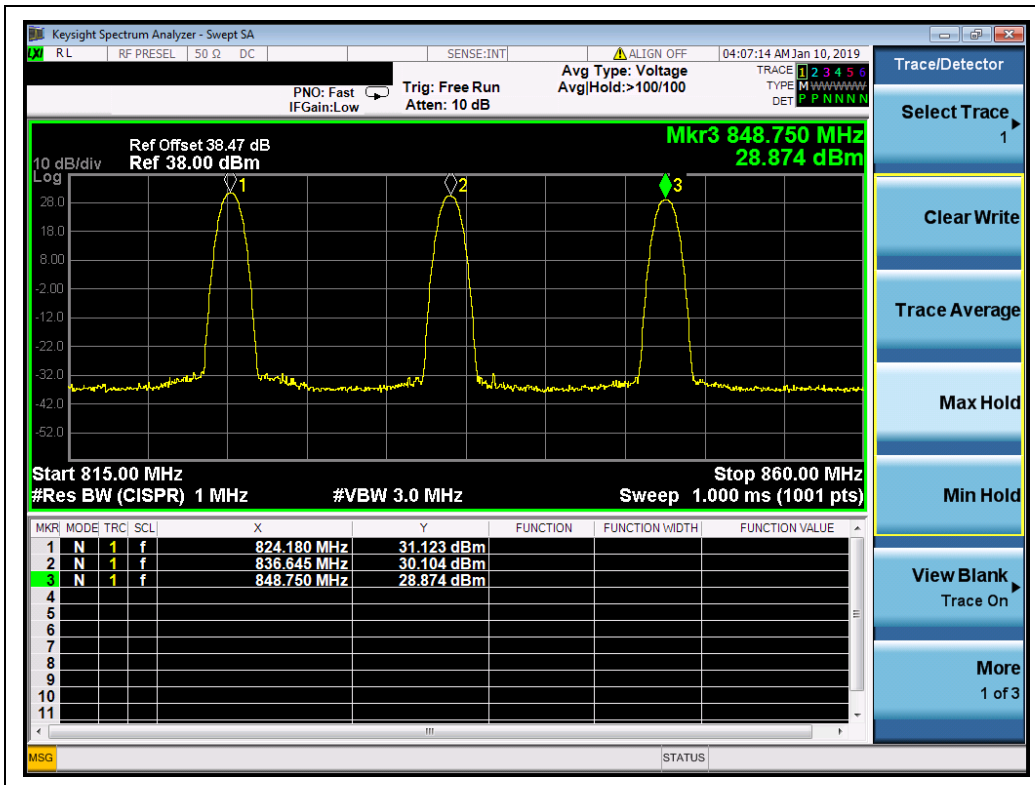 Keysight Spectrum Analyzer - Swept SA
LXI RL RF PRESEL 50 Ω DC SENSE:INT ALIGN OFF 04:07:14 AM Jan 10, 2019
PNO: Fast Trig: Free Run Avg Type: Voltage TRACE 1 2 3 4 5 6
IFGain:Low Atten: 10 dB Avg|Hold:>100/100 TYPE M W W W W W
DET P P N N N N
Mkr3 848.750 MHz
28.874 dBm
Ref Offset 38.47 dB
10 dB/div Ref 38.00 dBm
Log
1 2 3
28.0
18.0
8.00
-2.00
-12.0
-22.0
-32.0
-42.0
-52.0
Start 815.00 MHz Stop 860.00 MHz
#Res BW (CISPR) 1 MHz #VBW 3.0 MHz Sweep 1.000 ms (1001 pts)
MKR MODE TRC SCL X Y FUNCTION FUNCTION WIDTH FUNCTION VALUE
1 N 1 f 824.180 MHz 31.123 dBm
2 N 1 f 836.645 MHz 30.104 dBm
3 N 1 f 848.750 MHz 28.874 dBm
4
5
6
7
8
9
10
11
MSG STATUS
Trace/Detector
Select Trace
1
Clear Write
Trace Average
Max Hold
Min Hold
View Blank
Trace On
More
1 of 3